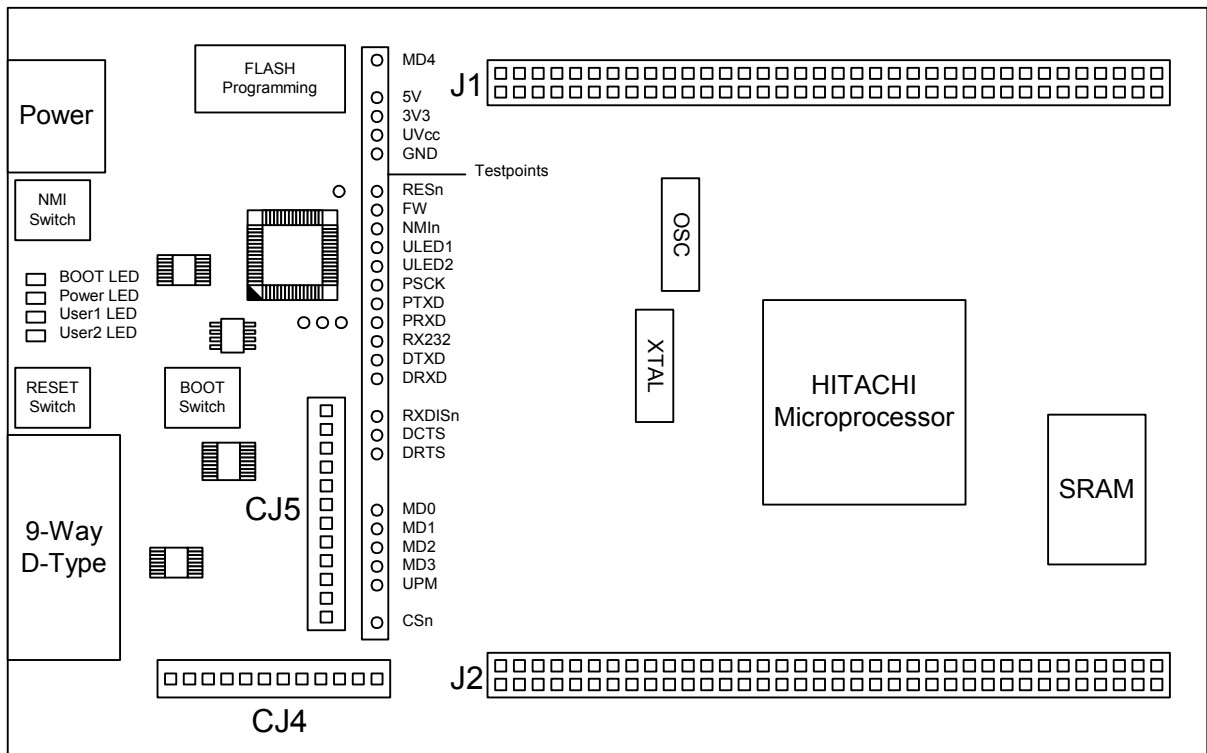 FLASH
Programming
MD4
J1
Power
5V
3V3
UVcc
GND
Testpoints
NMI
Switch
RESn
FW
NMIn
ULED1
ULED2
PSCK
PTXD
PRXD
RX232
DTXD
DRXD
OSC
BOOT LED
Power LED
User1 LED
User2 LED
XTAL
HITACHI
Microprocessor
RESET
Switch
BOOT
Switch
RXDISn
DCTS
DRTS
SRAM
CJ5
9-Way
D-Type
MD0
MD1
MD2
MD3
UPM
CSn
J2
CJ4